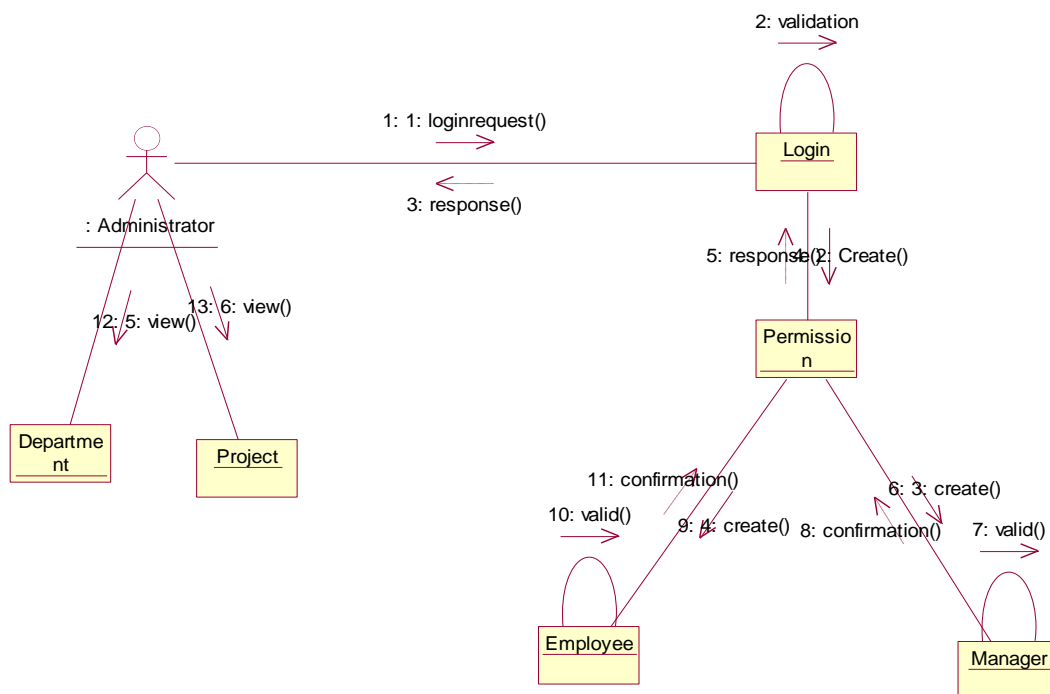 2: validation
1: 1: loginrequest()
Login
3: response()
: Administrator
5: response()
4: 2: Create()
13: 6: view()
12: 5: view()
Permissio
n
Departme
nt
Project
11: confirmation()
6: 3: create()
10: valid()
9: 4: create()
8: confirmation()
7: valid()
Employee
Manager